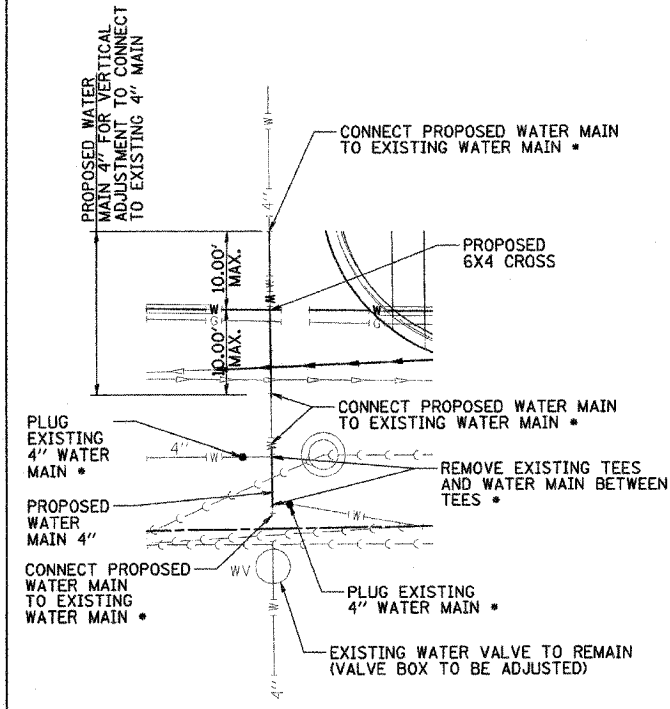 PROPOSED WATER
MAIN 4" FOR VERTICAL
ADJUSTMENT TO CONNECT
TO EXISTING 4" MAIN
W
4"
CONNECT PROPOSED WATER MAIN
TO EXISTING WATER MAIN *
10.00'
MAX.
PROPOSED
6X4 CROSS
W
W
W
W
G
G
10.00'
MAX.
CONNECT PROPOSED WATER MAIN
TO EXISTING WATER MAIN *
PLUG
EXISTING
4" WATER
MAIN *
4"
(W)
W
REMOVE EXISTING TEES
AND WATER MAIN BETWEEN
TEES *
PROPOSED
WATER
MAIN 4"
(W)
CONNECT PROPOSED
WATER MAIN
TO EXISTING
WATER MAIN *
WV
PLUG EXISTING
4" WATER MAIN *
W
EXISTING WATER VALVE TO REMAIN
(VALVE BOX TO BE ADJUSTED)
4"